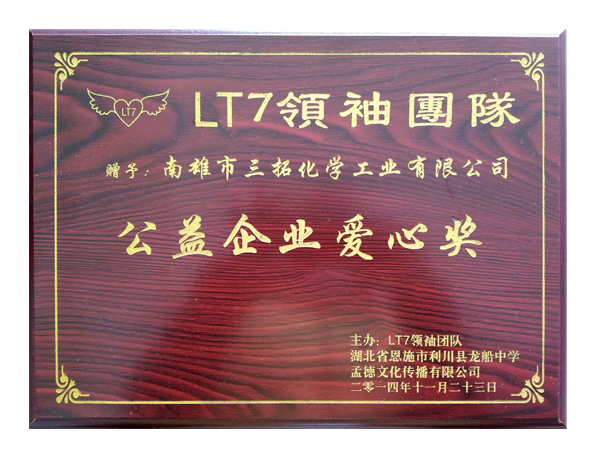 LT7
LT7領袖團隊
赠予：南雄市三拓化学工业有限公司
公益企业爱心奖
主办：LT7领袖团队
湖北省恩施市利川县龙船中学
孟德文化传播有限公司
二零一四年十一月二十三日